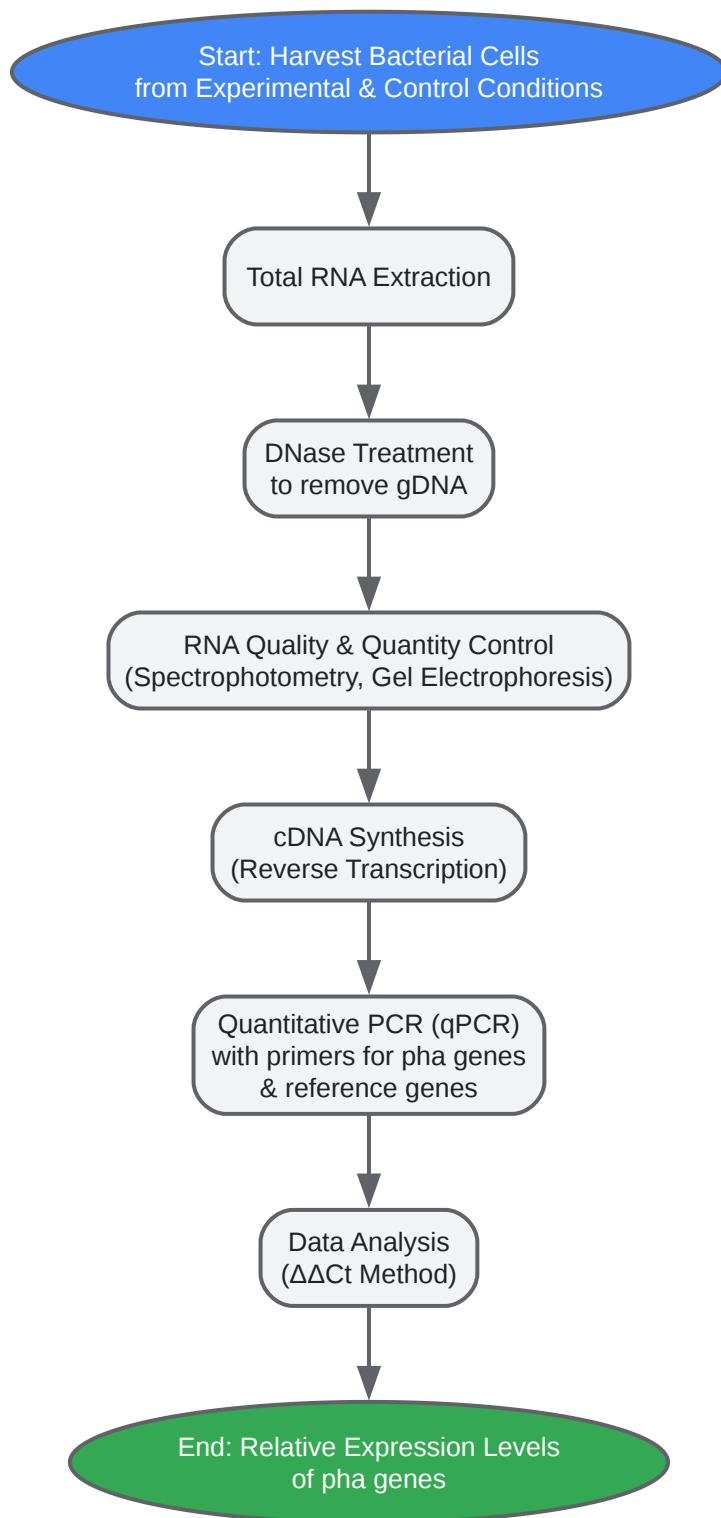 Start: Harvest Bacterial Cells
from Experimental & Control Conditions
Total RNA Extraction
DNase Treatment
to remove gDNA
RNA Quality & Quantity Control
(Spectrophotometry, Gel Electrophoresis)
cDNA Synthesis
(Reverse Transcription)
Quantitative PCR (qPCR)
with primers for pha genes
& reference genes
Data Analysis
(ΔΔCt Method)
End: Relative Expression Levels
of pha genes